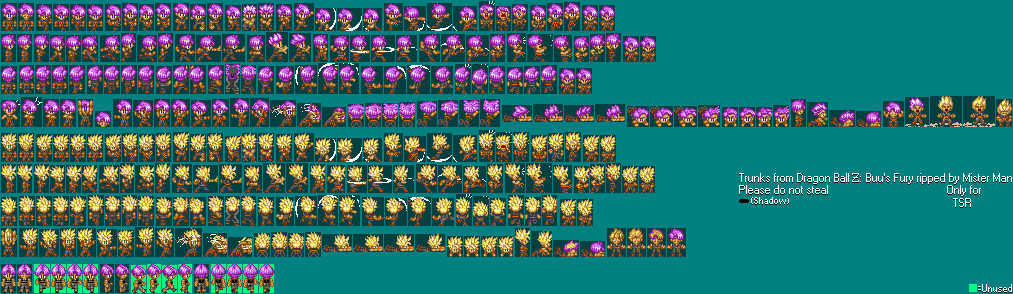 Trunks from Dragon Ball Z: Buu's Fury ripped by Mister Man
Please do not steal
Only for
(Shadow)
TSR
=Unused